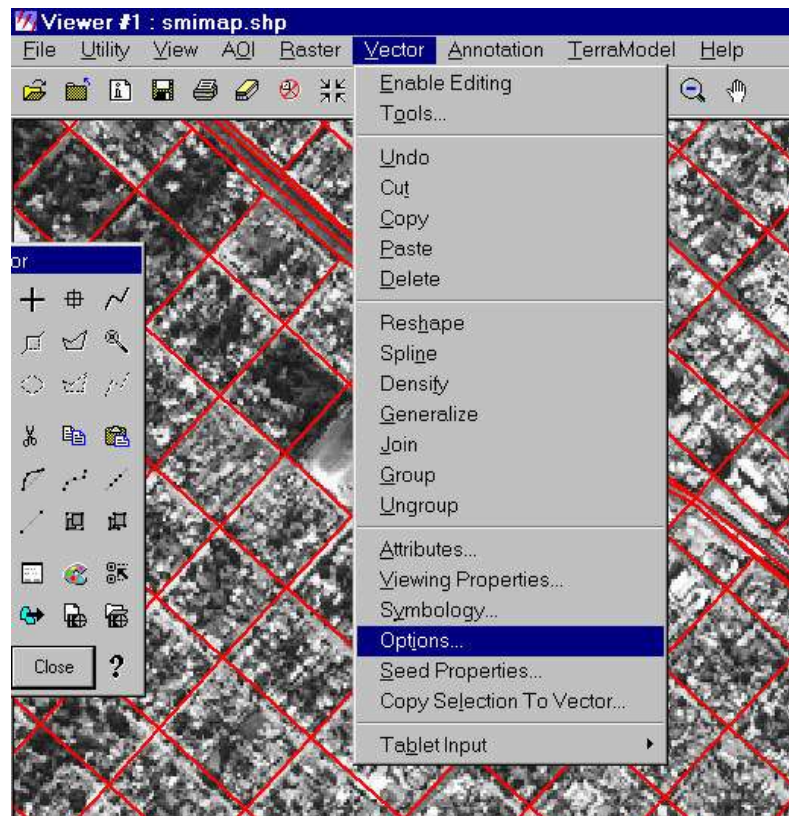 Viewer #1 : smimap.shp
File Utility View AOI Raster Vector Annotation TerraModel Help
Enable Editing
Tools...
Undo
Cut
Copy
Paste
Delete
Reshape
Spline
Densify
Generalize
Join
Group
Ungroup
Attributes...
Viewing Properties...
Symbology...
Options...
Seed Properties...
Copy Selection To Vector...
Tablet Input
or
Close ?